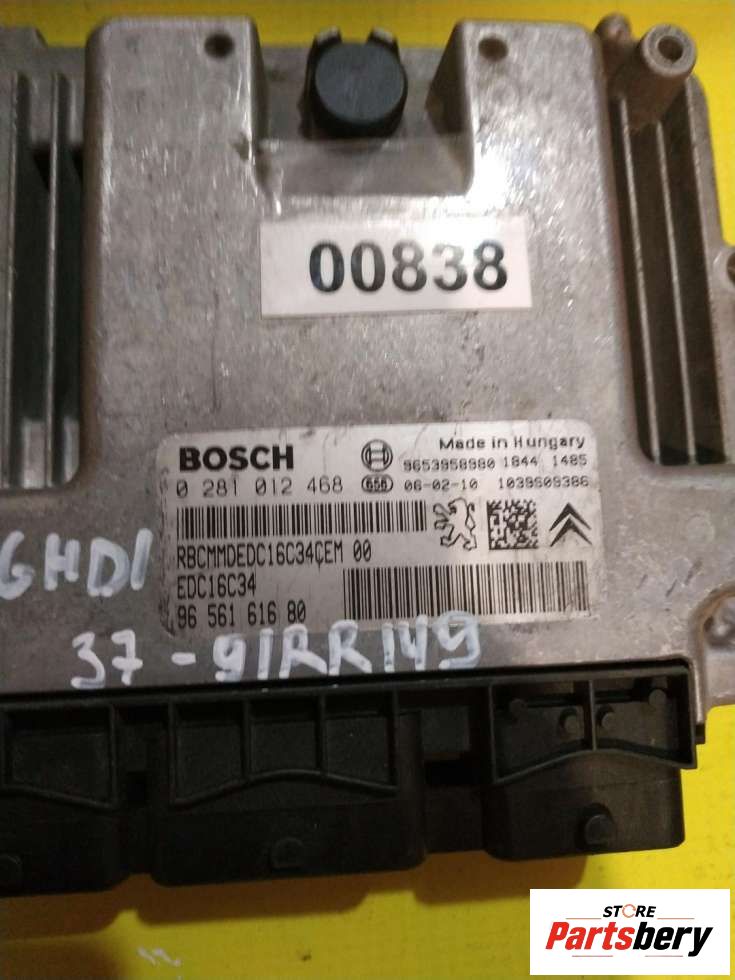 00838
BOSCH
Made in Hungary
9653958980 1844 1485
0 281 012 468
656 06-02-10 1039S09386
RBCMMDEDC16C34CEM 00
EDC16C34
96 561 616 80
6HDI
37-91RR149
STORE
Partsbery